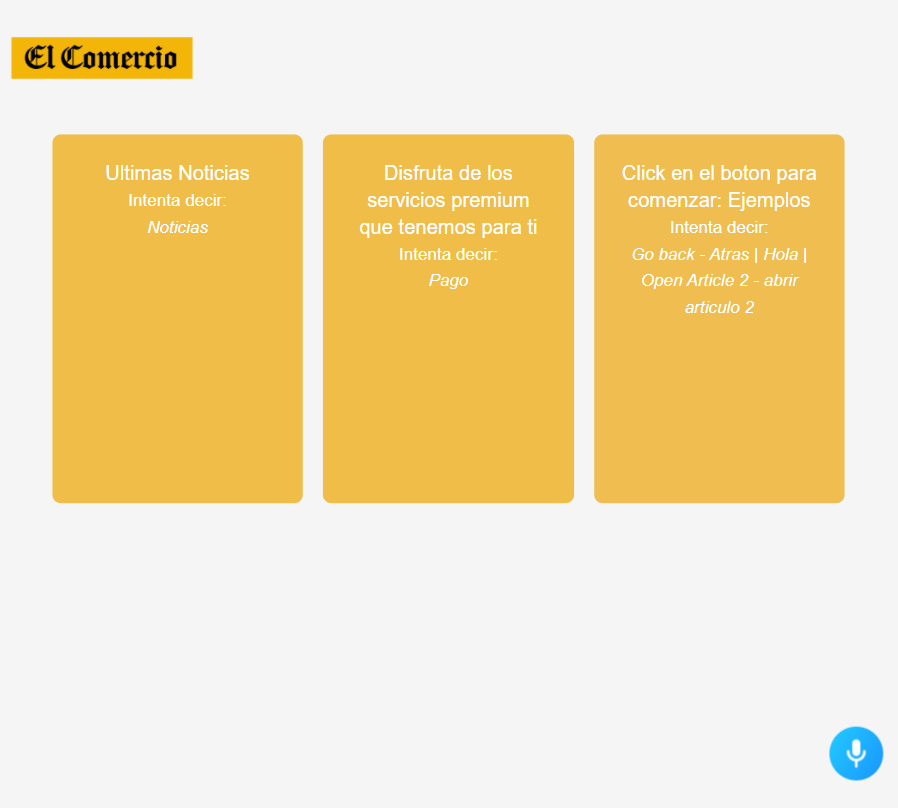 El Comercio
Ultimas Noticias
Intenta decir:
Noticias
Disfruta de los
servicios premium
que tenemos para ti
Intenta decir:
Pago
Click en el boton para
comenzar: Ejemplos
Intenta decir:
Go back - Atras | Hola |
Open Article 2 - abrir
articulo 2